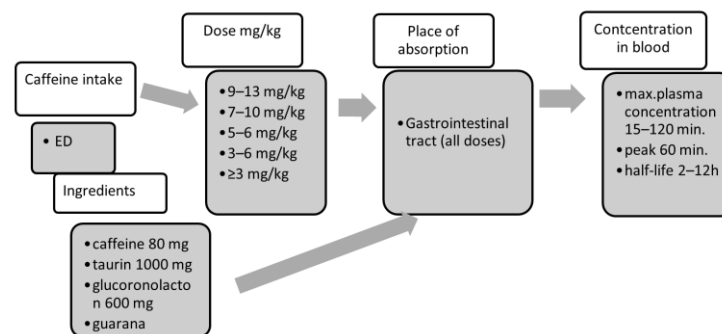 Caffeine intake
• ED
Ingredients
• caffeine 80 mg
• taurin 1000 mg
• glucoronolacto
n 600 mg
• guarana
Dose mg/kg
• 9–13 mg/kg
• 7–10 mg/kg
• 5–6 mg/kg
• 3–6 mg/kg
• ≥3 mg/kg
Place of
absorption
• Gastrointestinal
tract (all doses)
Contcentration
in blood
• max.plasma
concentration
15–120 min.
• peak 60 min.
• half-life 2–12h